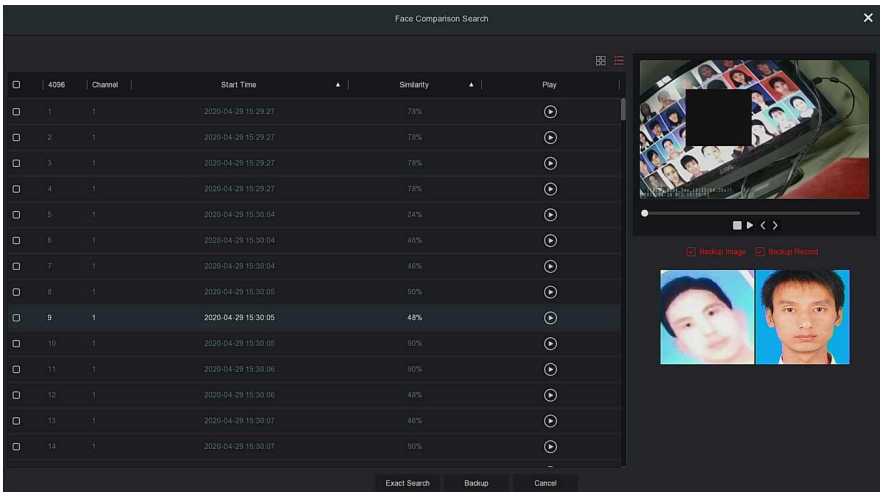 Face Comparison Search
4096 Channel Start Time Similarity Play
1 1 2020-04-29 15:29:27 78%
2 1 2020-04-29 15:29:27 78%
3 1 2020-04-29 15:29:27 78%
4 1 2020-04-29 15:29:27 78%
5 1 2020-04-29 15:30:04 24%
6 1 2020-04-29 15:30:04 46%
7 1 2020-04-29 15:30:04 46%
8 1 2020-04-29 15:30:05 90%
9 1 2020-04-29 15:30:05 48%
10 1 2020-04-29 15:30:05 90%
11 1 2020-04-29 15:30:06 90%
12 1 2020-04-29 15:30:06 48%
13 1 2020-04-29 15:30:07 46%
14 1 2020-04-29 15:30:07 90%
Backup Image Backup Record
Exact Search Backup Cancel